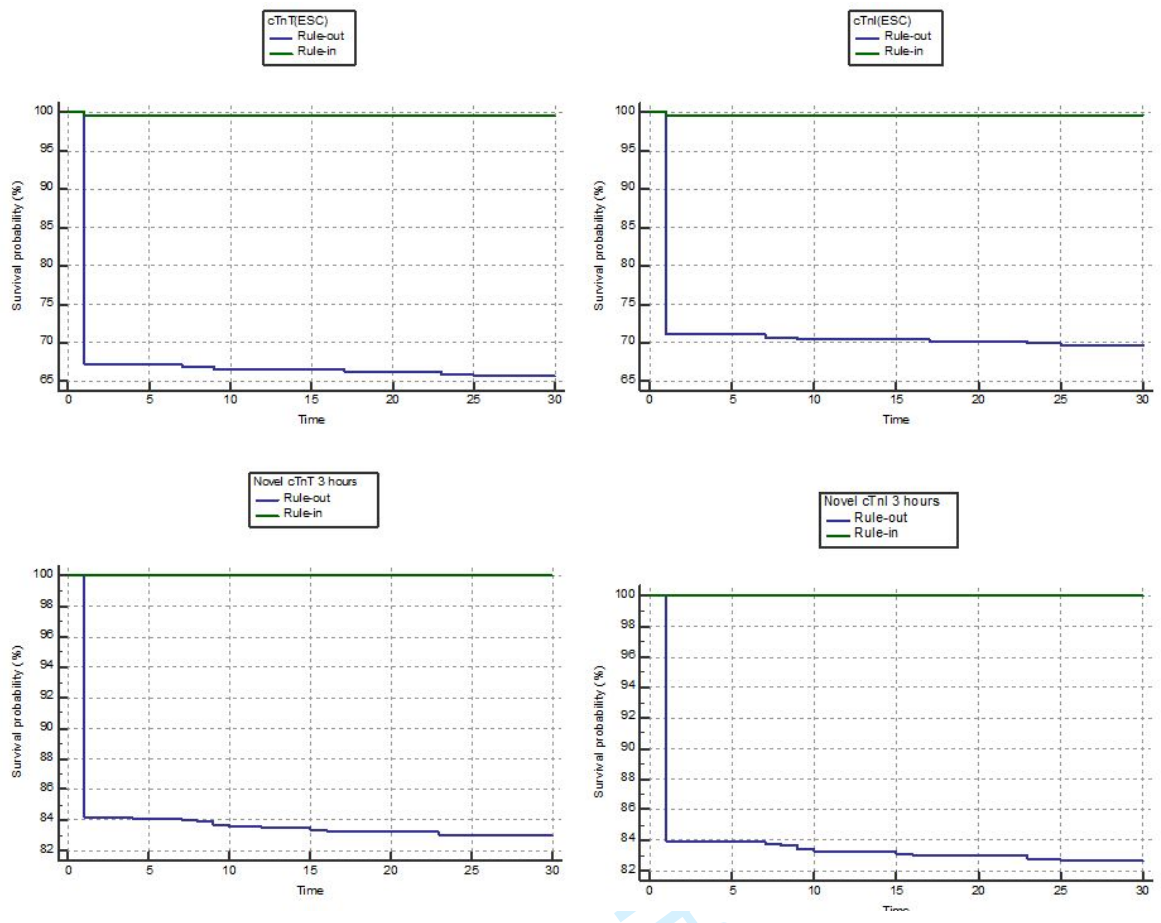 cTnT(ESC)
Rule-out
Rule-in
Survival probability (%)
100
95
90
85
80
75
70
65
0 5 10 15 20 25 30
Time
cTnI(ESC)
Rule-out
Rule-in
Survival probability (%)
100
95
90
85
80
75
70
65
0 5 10 15 20 25 30
Time
Novel cTnT 3 hours
Rule-out
Rule-in
Survival probability (%)
100
98
96
94
92
90
88
86
84
82
0 5 10 15 20 25 30
Time
Novel cTnI 3 hours
Rule-out
Rule-in
Survival probability (%)
100
98
96
94
92
90
88
86
84
82
0 5 10 15 20 25 30
Time